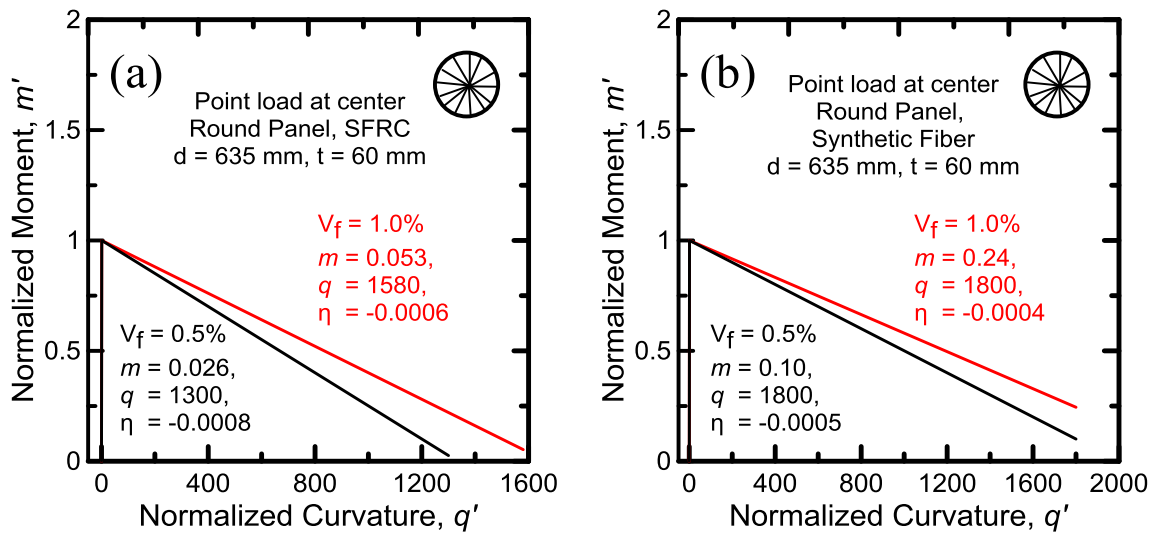 (a)
Point load at center
Round Panel, SFRC
d = 635 mm, t = 60 mm
V_f = 1.0%
m = 0.053,
q = 1580,
η = -0.0006
V_f = 0.5%
m = 0.026,
q = 1300,
η = -0.0008
Normalized Moment, m′
2
1.5
1
0.5
0
0 400 800 1200 1600
Normalized Curvature, q′
(b)
Point load at center
Round Panel,
Synthetic Fiber
d = 635 mm, t = 60 mm
V_f = 1.0%
m = 0.24,
q = 1800,
η = -0.0004
V_f = 0.5%
m = 0.10,
q = 1800,
η = -0.0005
Normalized Moment, m′
2
1.5
1
0.5
0
0 400 800 1200 1600 2000
Normalized Curvature, q′